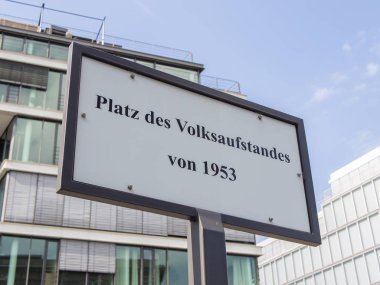 Platz des Volksaufstandes
von 1953